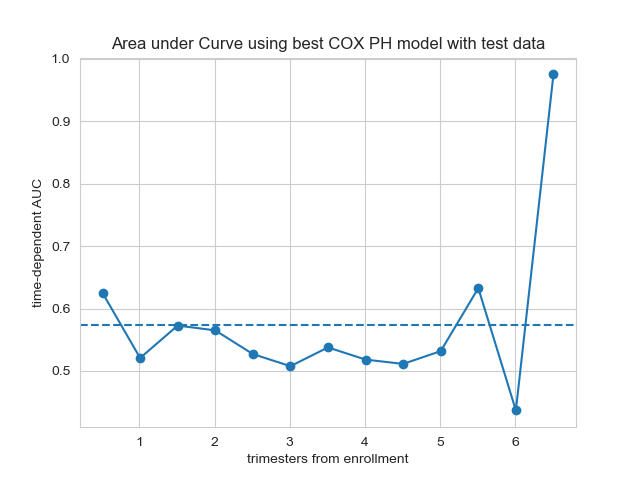 Area under Curve using best COX PH model with test data
time-dependent AUC
1.0
0.9
0.8
0.7
0.6
0.5
1 2 3 4 5 6
trimesters from enrollment